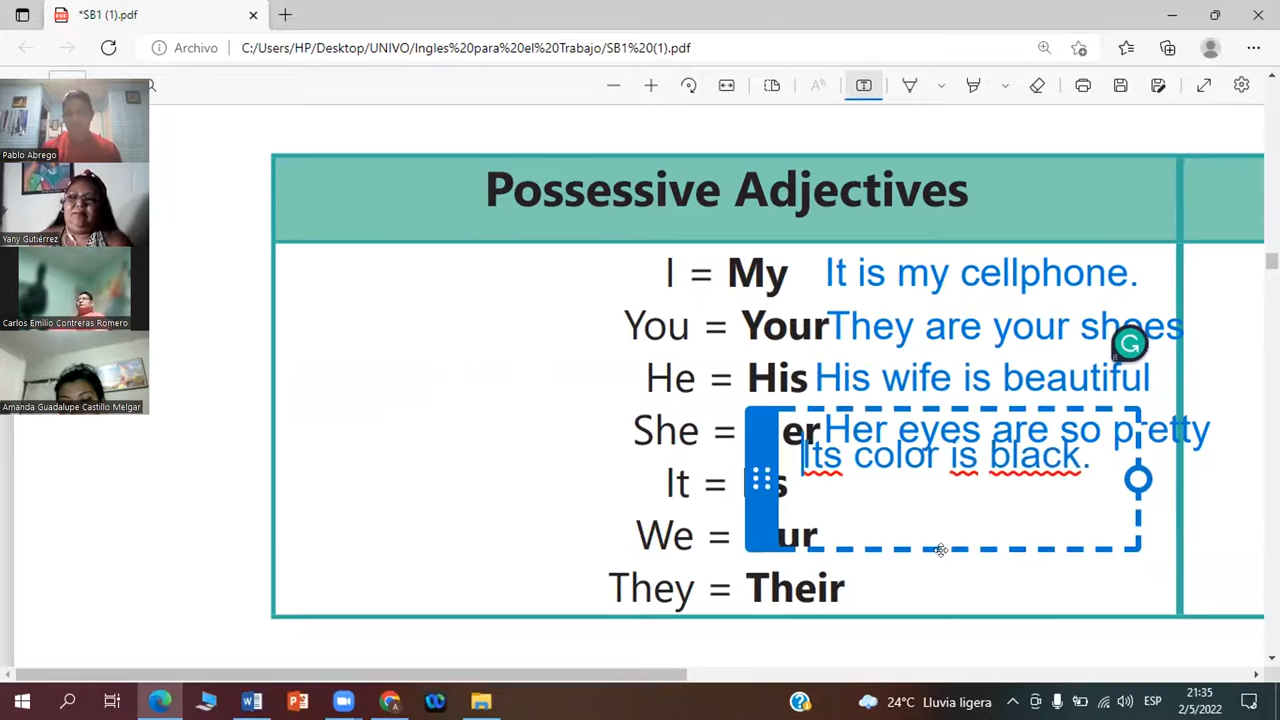 *SB1 (1).pdf
Archivo
C:/Users/HP/Desktop/UNIVO/Ingles%20para%20el%20Trabajo/SB1%20(1).pdf
Pablo Abrego
Yany Gutiérrez
Carlos Emilio Contreras Romero
Amanda Guadalupe Castillo Melgar
Possessive Adjectives
I = My It is my cellphone.
You = Your They are your shoes
He = His His wife is beautiful
She = er Her eyes are so pretty
Its color is black.
It = s
We = ur
They = Their
24°C Lluvia ligera
ESP
21:35
2/5/2022